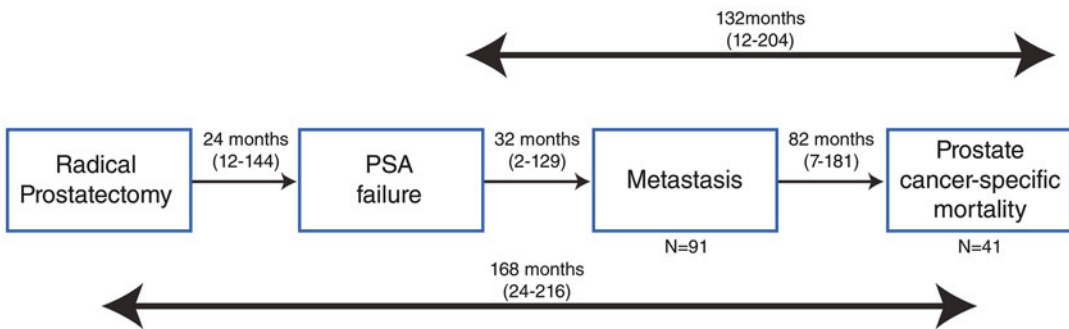 132months
(12-204)
Radical
Prostatectomy
24 months
(12-144)
PSA
failure
32 months
(2-129)
Metastasis
82 months
(7-181)
Prostate
cancer-specific
mortality
N=91
N=41
168 months
(24-216)